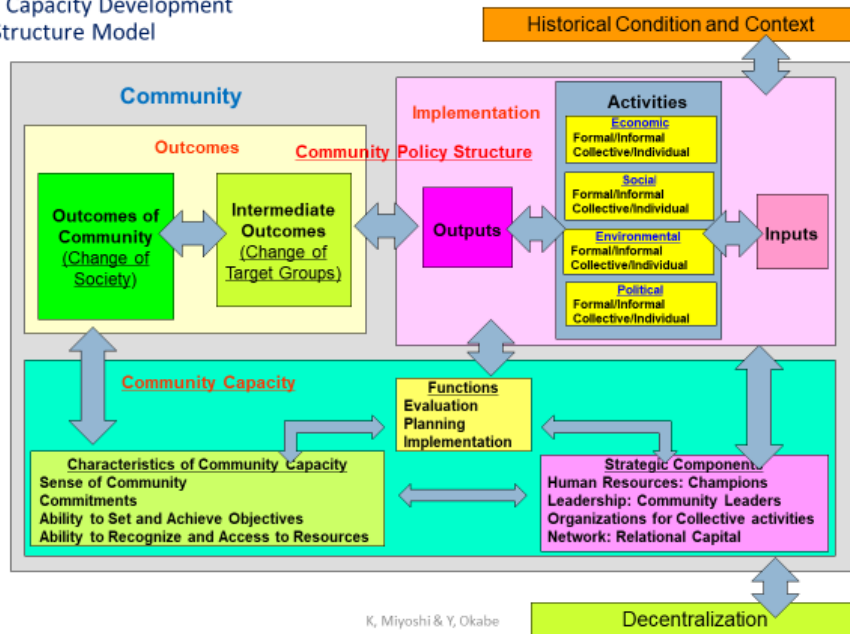 Capacity Development
Structure Model
Historical Condition and Context
Community
Implementation
Activities
Outcomes
Community Policy Structure
Economic
Formal/Informal
Collective/Individual
Social
Formal/Informal
Collective/Individual
Environmental
Formal/Informal
Collective/Individual
Political
Formal/Informal
Collective/Individual
Outcomes of
Community
(Change of
Society)
Intermediate
Outcomes
(Change of
Target Groups)
Outputs
Inputs
Community Capacity
Functions
Evaluation
Planning
Implementation
Characteristics of Community Capacity
Sense of Community
Commitments
Ability to Set and Achieve Objectives
Ability to Recognize and Access to Resources
Strategic Components
Human Resources: Champions
Leadership: Community Leaders
Organizations for Collective activities
Network: Relational Capital
K, Miyoshi & Y, Okabe
Decentralization